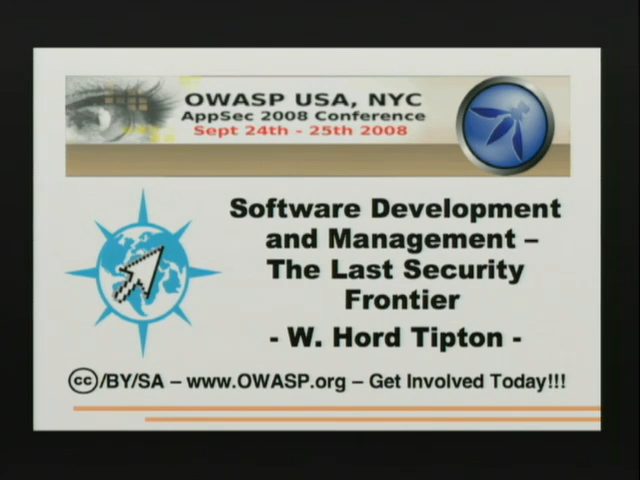 OWASP USA, NYC
AppSec 2008 Conference
Sept 24th - 25th 2008
Software Development
and Management –
The Last Security
Frontier
- W. Hord Tipton -
cc/BY/SA – www.OWASP.org – Get Involved Today!!!